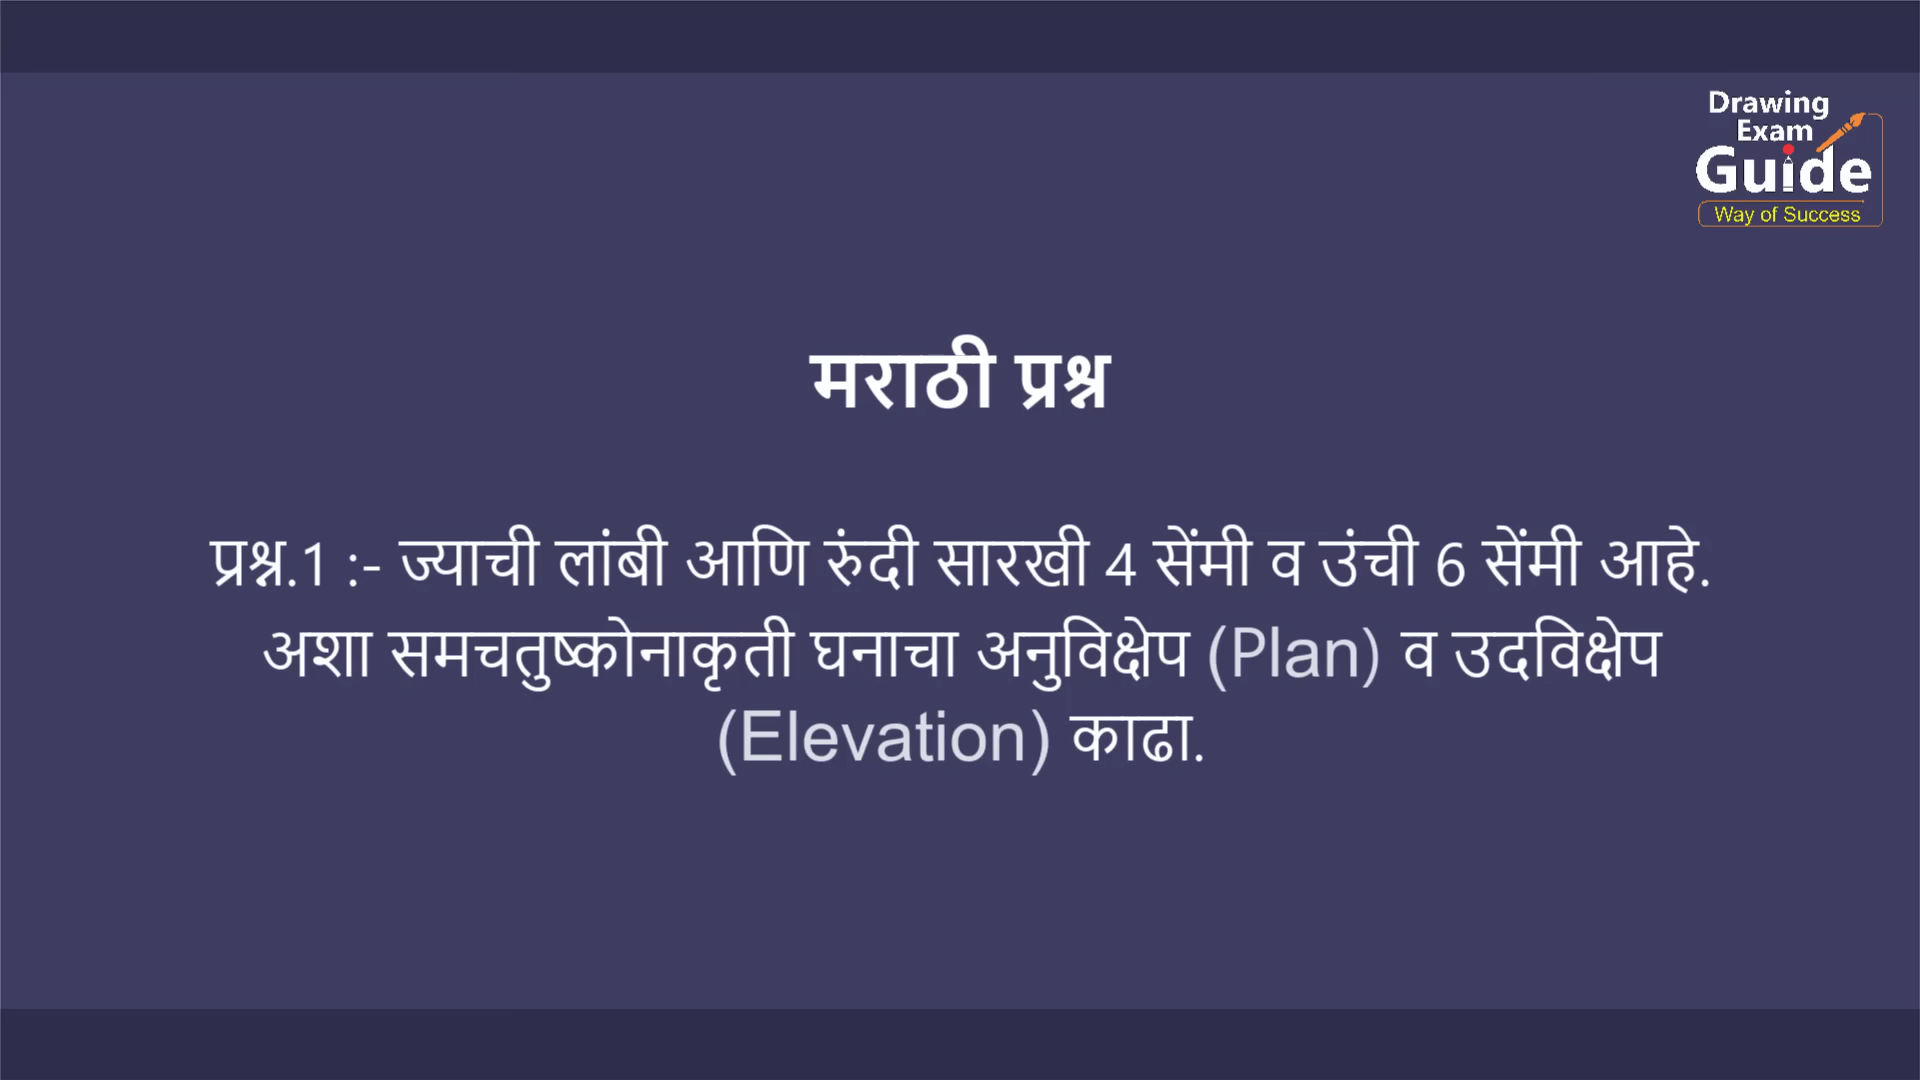 Drawing
Exam
Guide
Way of Success
मराठी प्रश्न
प्रश्न.1 :- ज्याची लांबी आणि रुंदी सारखी 4 सेंमी व उंची 6 सेंमी आहे.
अशा समचतुष्कोनाकृती घनाचा अनुविक्षेप (Plan) व उदविक्षेप
(Elevation) काढा.